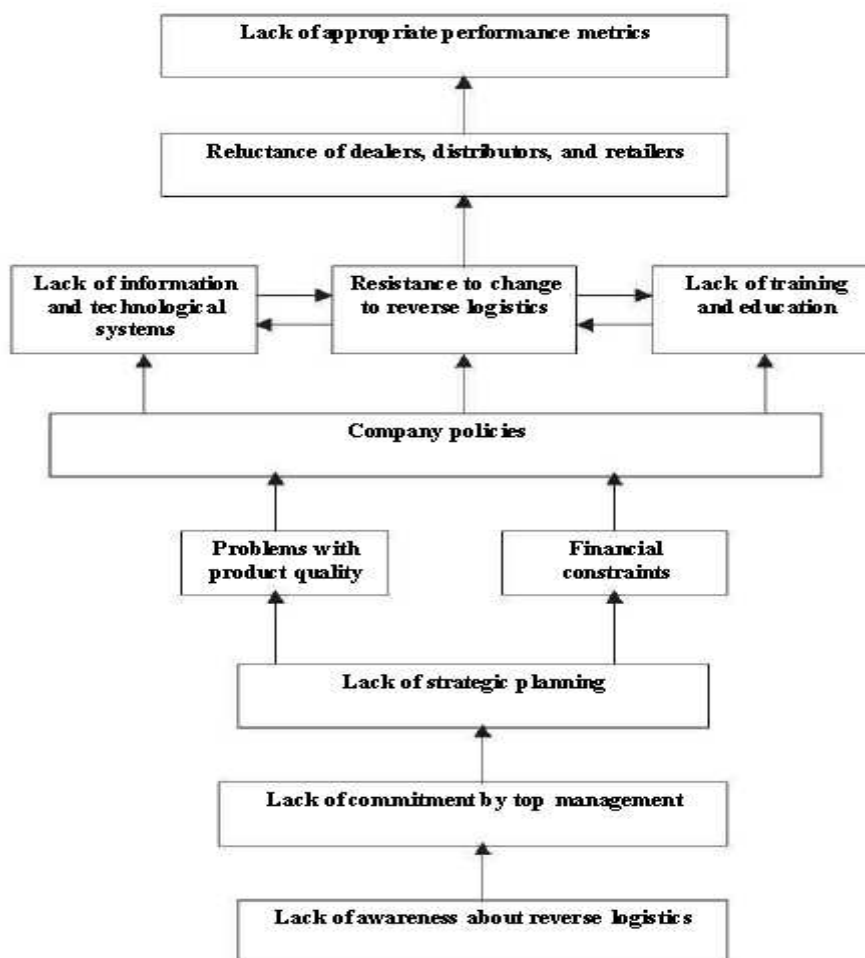 Lack of appropriate performance metrics
Reluctance of dealers, distributors, and retailers
Lack of information
and technological
systems
Resistance to change
to reverse logistics
Lack of training
and education
Company policies
Problems with
product quality
Financial
constraints
Lack of strategic planning
Lack of commitment by top management
Lack of awareness about reverse logistics